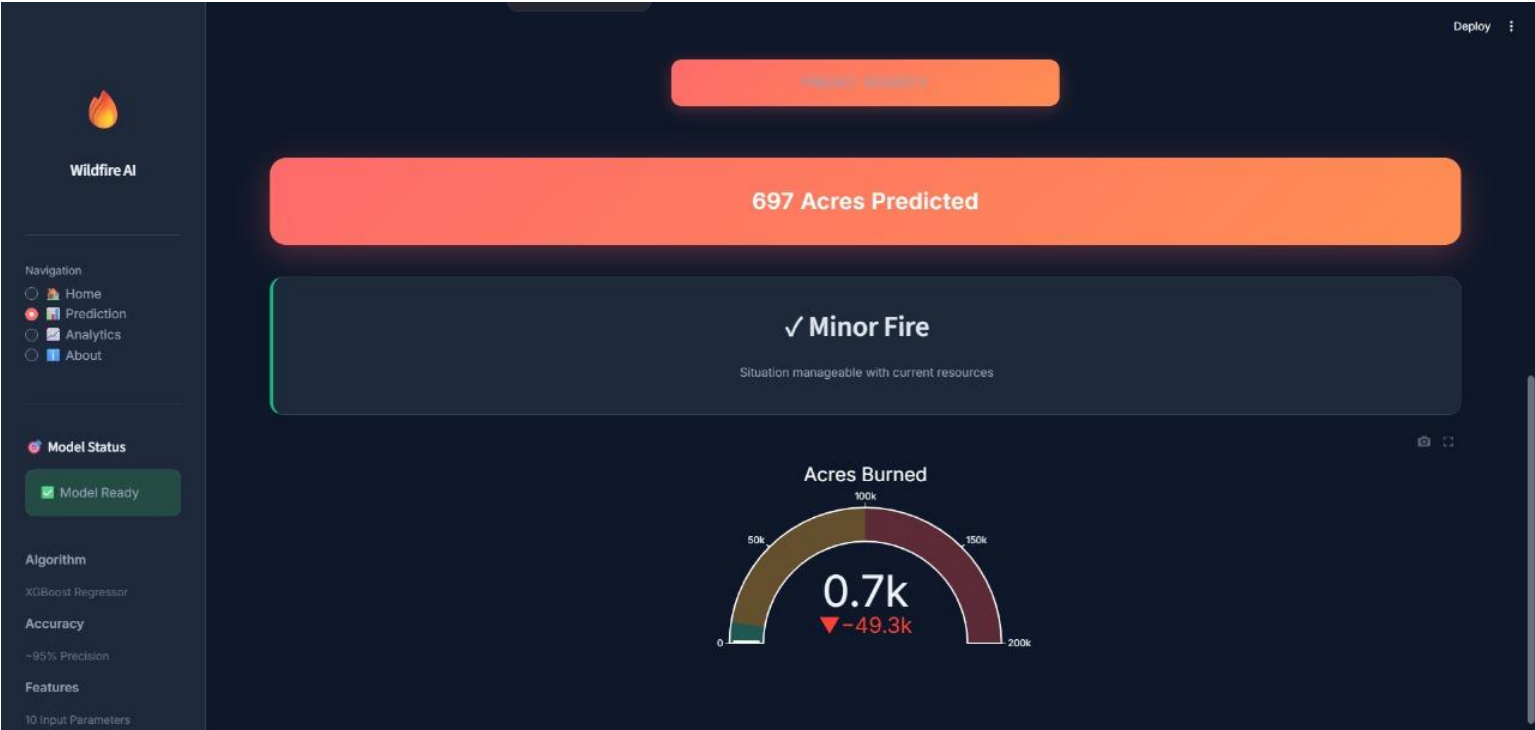 Deploy
Wildfire AI
Navigation
Home
Prediction
Analytics
About
Model Status
Model Ready
Algorithm
XGBoost Regressor
Accuracy
~95% Precision
Features
10 Input Parameters
697 Acres Predicted
✓ Minor Fire
Situation manageable with current resources
Acres Burned
0
50k
100k
150k
200k
0.7k
▼−49.3k